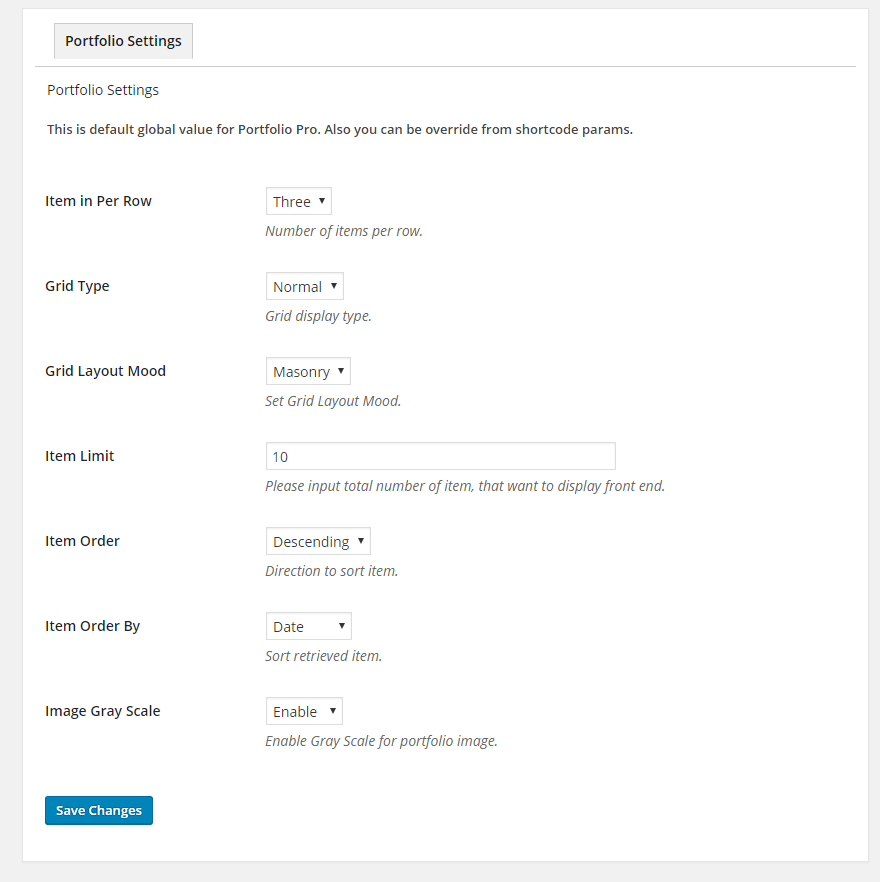 Portfolio Settings
Portfolio Settings
This is default global value for Portfolio Pro. Also you can be override from shortcode params.
Item in Per Row
Three
Number of items per row.
Grid Type
Normal
Grid display type.
Grid Layout Mood
Masonry
Set Grid Layout Mood.
Item Limit
10
Please input total number of item, that want to display front end.
Item Order
Descending
Direction to sort item.
Item Order By
Date
Sort retrieved item.
Image Gray Scale
Enable
Enable Gray Scale for portfolio image.
Save Changes